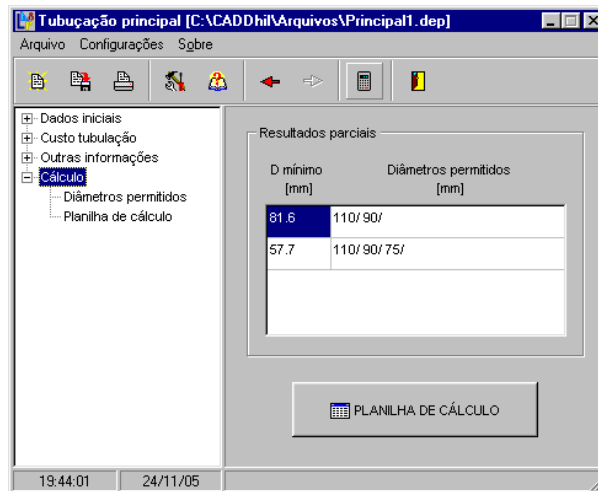 Tubuçação principal [C:\CADDhil\Arquivos\Principal1.dep]
Arquivo Configurações Sobre
Dados iniciais
Custo tubulação
Outras informações
Cálculo
Diâmetros permitidos
Planilha de cálculo
Resultados parciais
D mínimo Diâmetros permitidos
[mm] [mm]
81.6 110/ 90/
57.7 110/ 90/ 75/
PLANILHA DE CÁLCULO
19:44:01 24/11/05